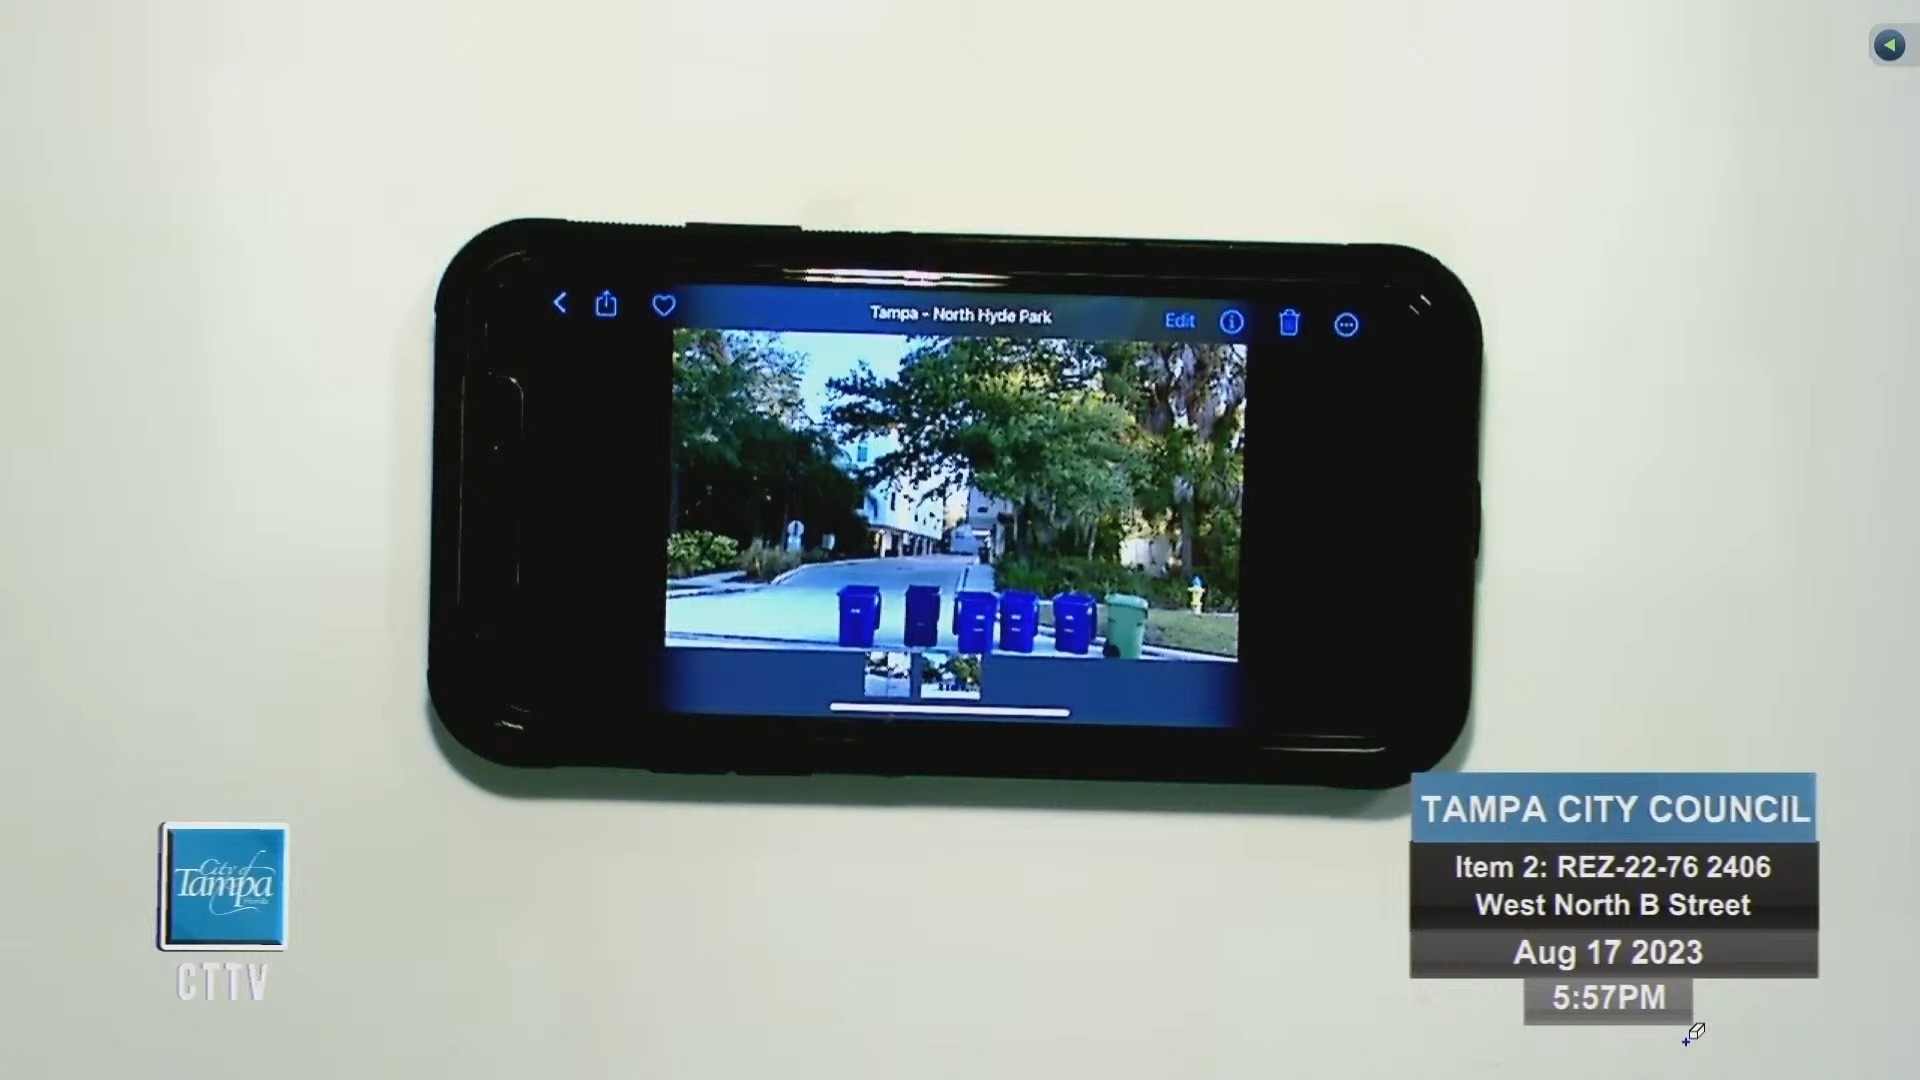 Tampa - North Hyde Park
Edit
TAMPA CITY COUNCIL
Item 2: REZ-22-76 2406
West North B Street
Aug 17 2023
5:57PM
City of
Tampa
CTTV